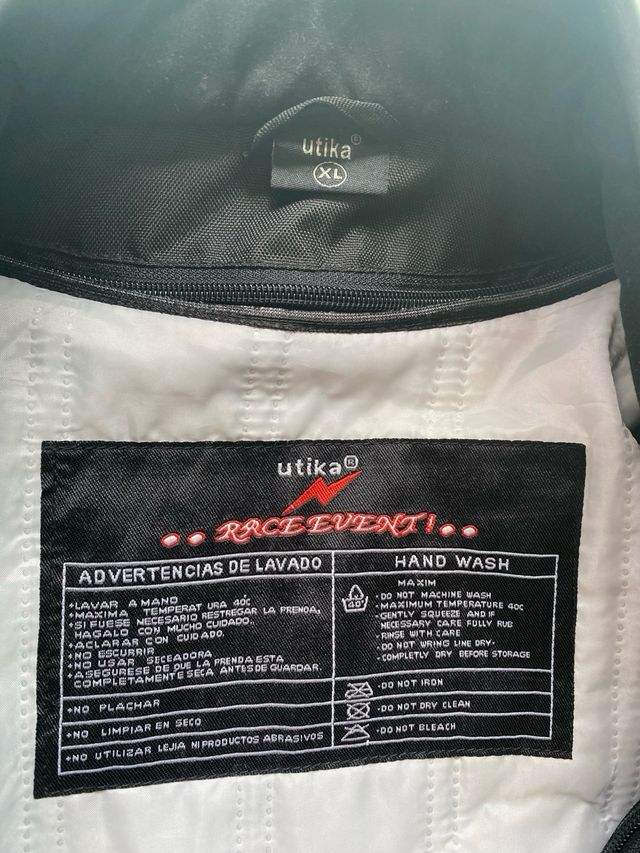 utika®
XL
utika®
RACE EVENT!
ADVERTENCIAS DE LAVADO
•LAVAR A MANO
•MAXIMA TEMPERAT URA 40C
•SI FUESE NECESARIO RESTREGAR LA PRENOA,
HAGALO CON MUCHO CUIDADO.
•ACLARAR CON CUIDADO.
•NO ESCURRIR
•NO USAR SECEADORA
•ASEGURESE DE QUE LA PRENDA ESTA
COMPLETAMENTE SECA ANTES DE GUARDAR.
•NO PLACHAR
•NO LIMPIAR EN SECO
•NO UTILIZAR LEJIA NI PRODUCTOS ABRASIVOS
HAND WASH
MAXIM
40°
•DO NOT MACHINE WASH
•MAXIMUM TEMPERATURE 40C
•GENTLY SQUEEZE AND IF
NECESSARY CARE FULLY RUB
•RINSE WITH CARE
•DO NOT WRING LINE DRY•
•COMPLETLY DRY BEFORE STORAGE
•DO NOT IRON
•DO NOT DRY CLEAN
•DO NOT BLEACH